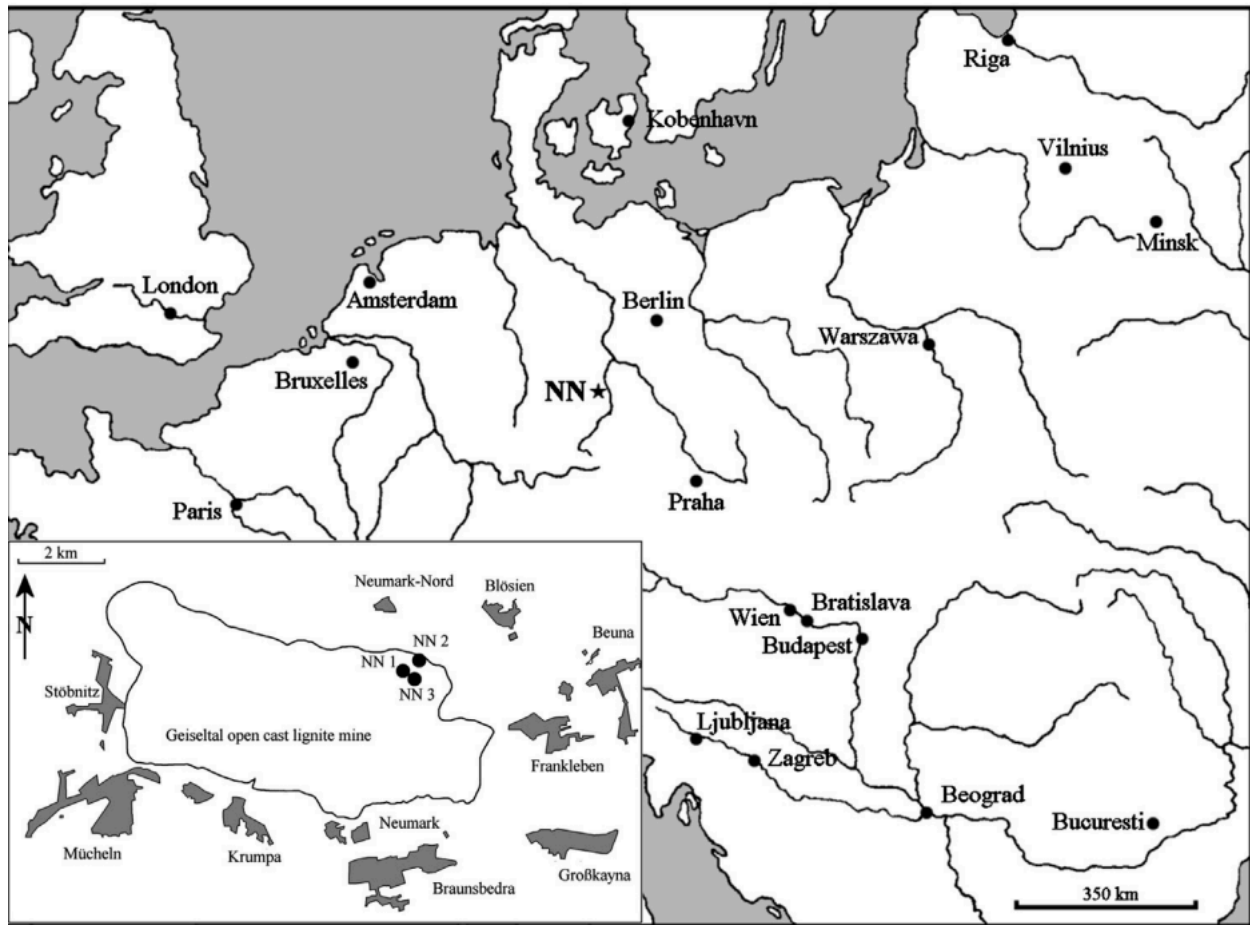 Riga
Kobenhavn
Vilnius
Minsk
London
Amsterdam
Berlin
Warszawa
Bruxelles
NN
Praha
Paris
Wien
Bratislava
Budapest
Ljubljana
Zagreb
Beograd
Bucuresti
350 km
2 km
N
Neumark-Nord
Blösien
Beuna
NN 2
NN 1
NN 3
Stöbnitz
Geiseltal open cast lignite mine
Frankleben
Neumark
Mücheln
Krumpa
Großkayna
Braunsbedra